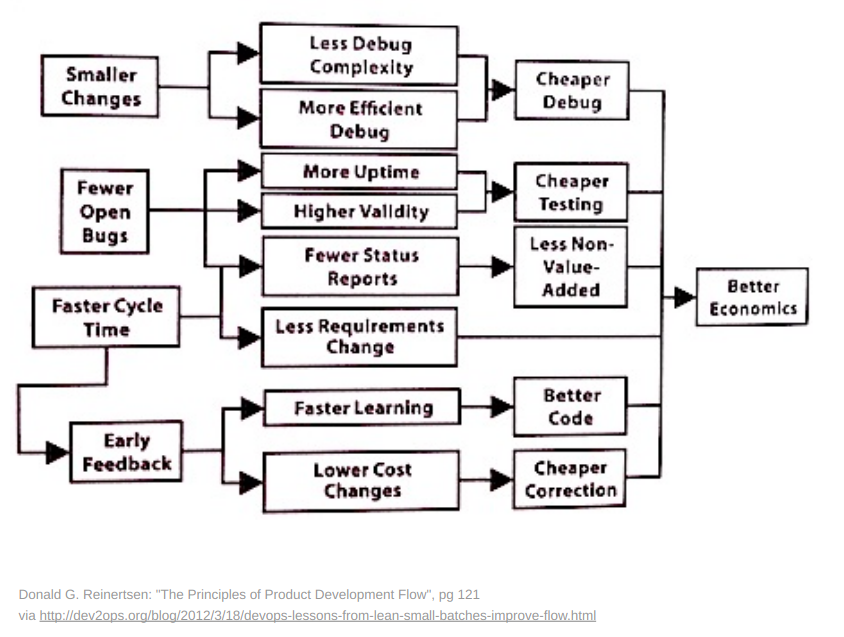 Smaller
Changes
Less Debug
Complexity
More Efficient
Debug
Cheaper
Debug
Fewer
Open
Bugs
More Uptime
Higher Validity
Cheaper
Testing
Fewer Status
Reports
Less Non-
Value-
Added
Faster Cycle
Time
Less Requirements
Change
Better
Economics
Early
Feedback
Faster Learning
Better
Code
Lower Cost
Changes
Cheaper
Correction
Donald G. Reinertsen: "The Principles of Product Development Flow", pg 121
via http://dev2ops.org/blog/2012/3/18/devops-lessons-from-lean-small-batches-improve-flow.html